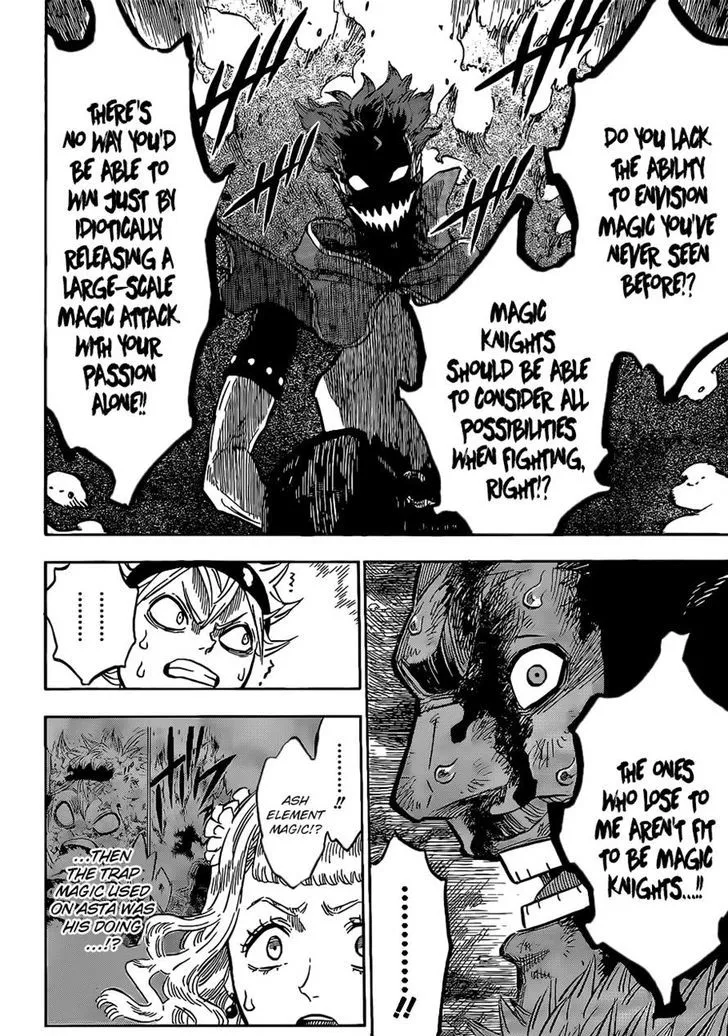 DO YOU LACK
THE ABILITY
TO ENVISION
MAGIC YOU'VE
NEVER SEEN
BEFORE??
MAGIC
KNIGHTS
SHOULD BE ABLE
TO CONSIDER ALL
POSSIBILITIES
WHEN FIGHTING,
RIGHT!?
THERE'S
NO WAY YOU'D
BE ABLE TO
WIN JUST BY
IDIOTICALLY
RELEASING A
LARGE-SCALE
MAGIC ATTACK
WITH YOUR
PASSION
ALONE!!
THE ONES
WHO LOSE TO
ME AREN'T FIT
TO BE MAGIC
KNIGHTS...!!
........!!
........
...!!
ASH
ELEMENT
MAGIC!?
...THEN
THE TRAP
MAGIC USED
ON ASTA WAS
HIS DOING
...!?